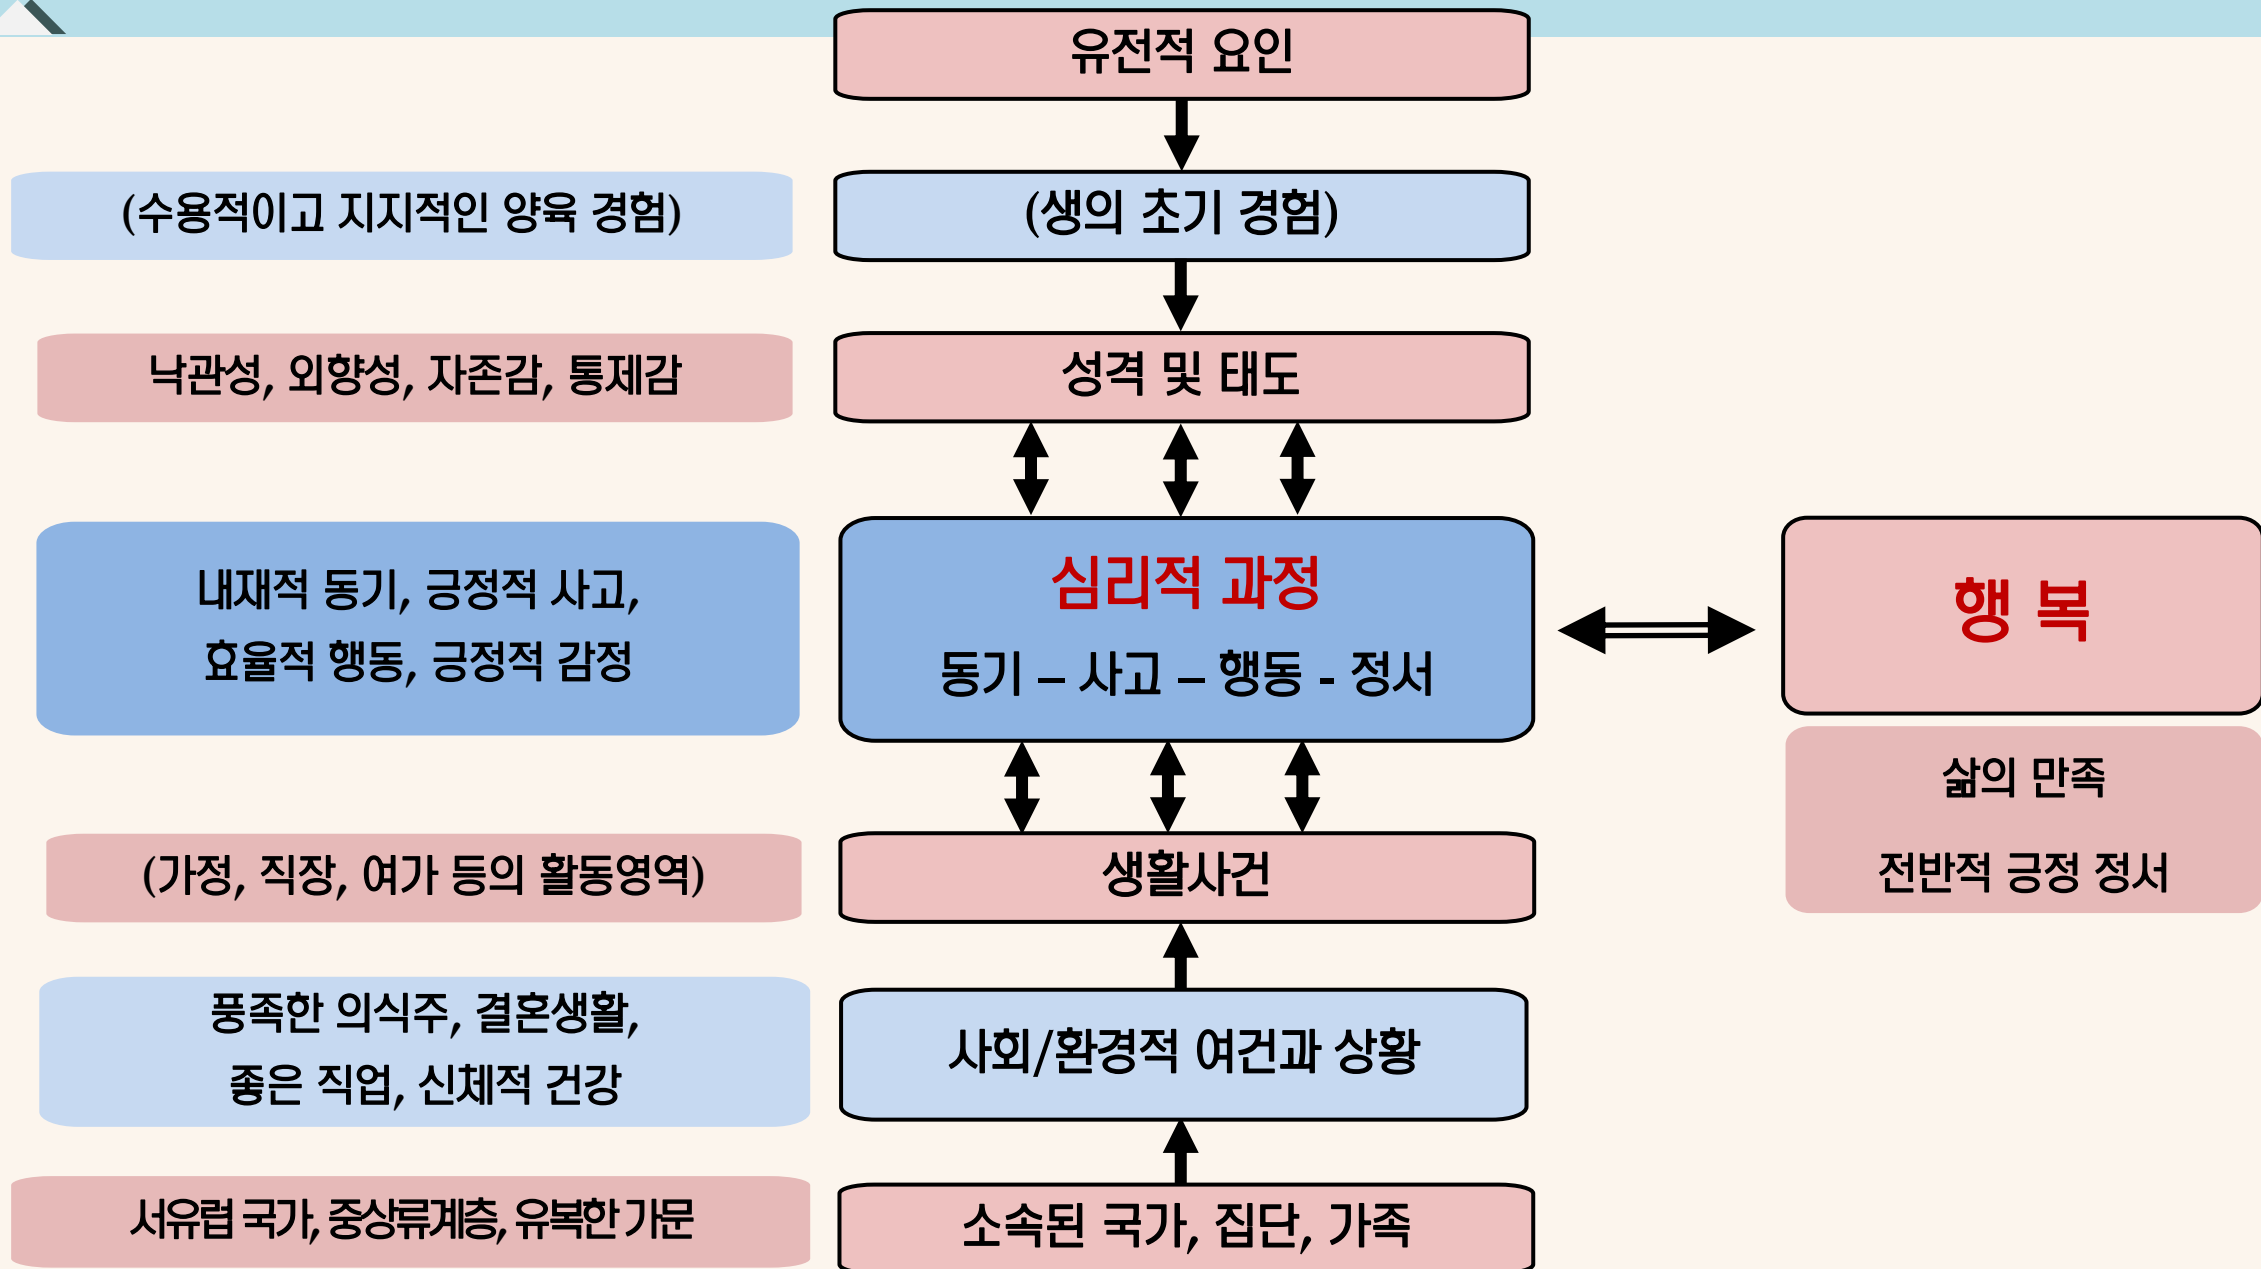 유전적 요인
(수용적이고 지지적인 양육 경험)
(생의 초기 경험)
낙관성, 외향성, 자존감, 통제감
성격 및 태도
내재적 동기, 긍정적 사고,
효율적 행동, 긍정적 감정
심리적 과정
동기 – 사고 – 행동 - 정서
행 복
삶의 만족
전반적 긍정 정서
(가정, 직장, 여가 등의 활동영역)
생활사건
풍족한 의식주, 결혼생활,
좋은 직업, 신체적 건강
사회/환경적 여건과 상황
서유럽 국가, 중상류계층, 유복한 가문
소속된 국가, 집단, 가족